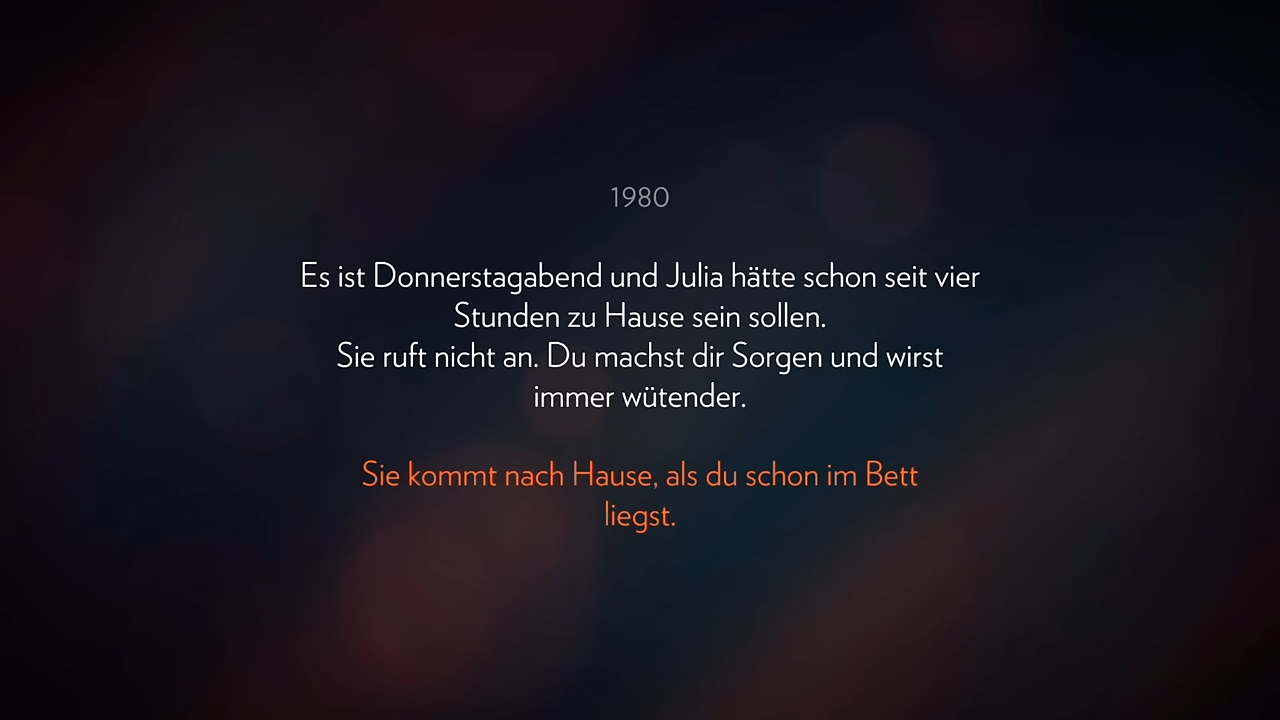 1980
Es ist Donnerstagabend und Julia hätte schon seit vier
Stunden zu Hause sein sollen.
Sie ruft nicht an. Du machst dir Sorgen und wirst
immer wütender.
Sie kommt nach Hause, als du schon im Bett
liegst.